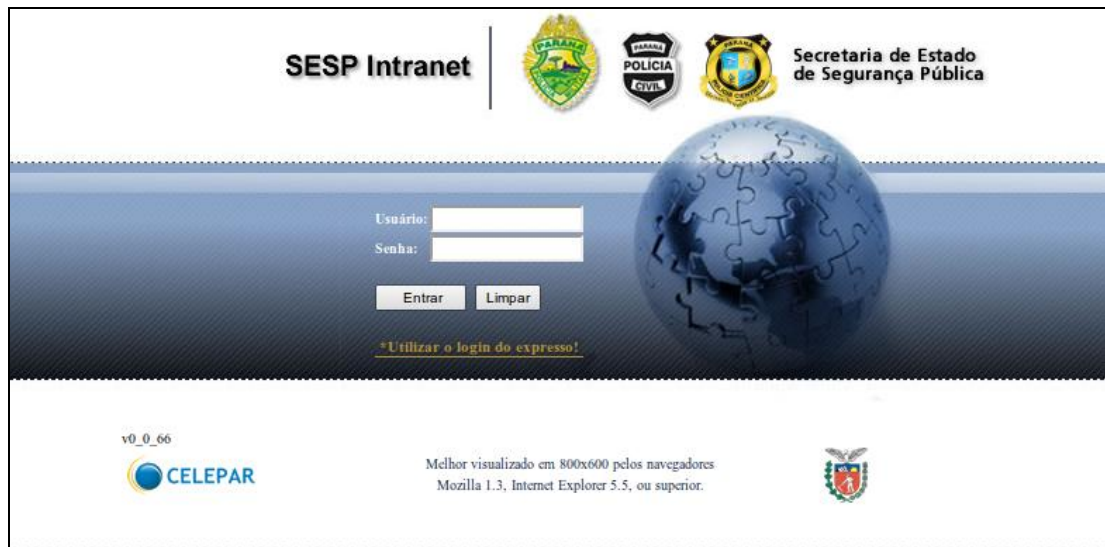 SESP Intranet
PARANÁ
PARANÁ
POLÍCIA
CIVIL
PARANÁ
Secretaria de Estado
de Segurança Pública
Usuário:
Senha:
Entrar Limpar
*Utilizar o login do expresso!
v0_0_66
CELEPAR
Melhor visualizado em 800x600 pelos navegadores
Mozilla 1.3, Internet Explorer 5.5, ou superior.